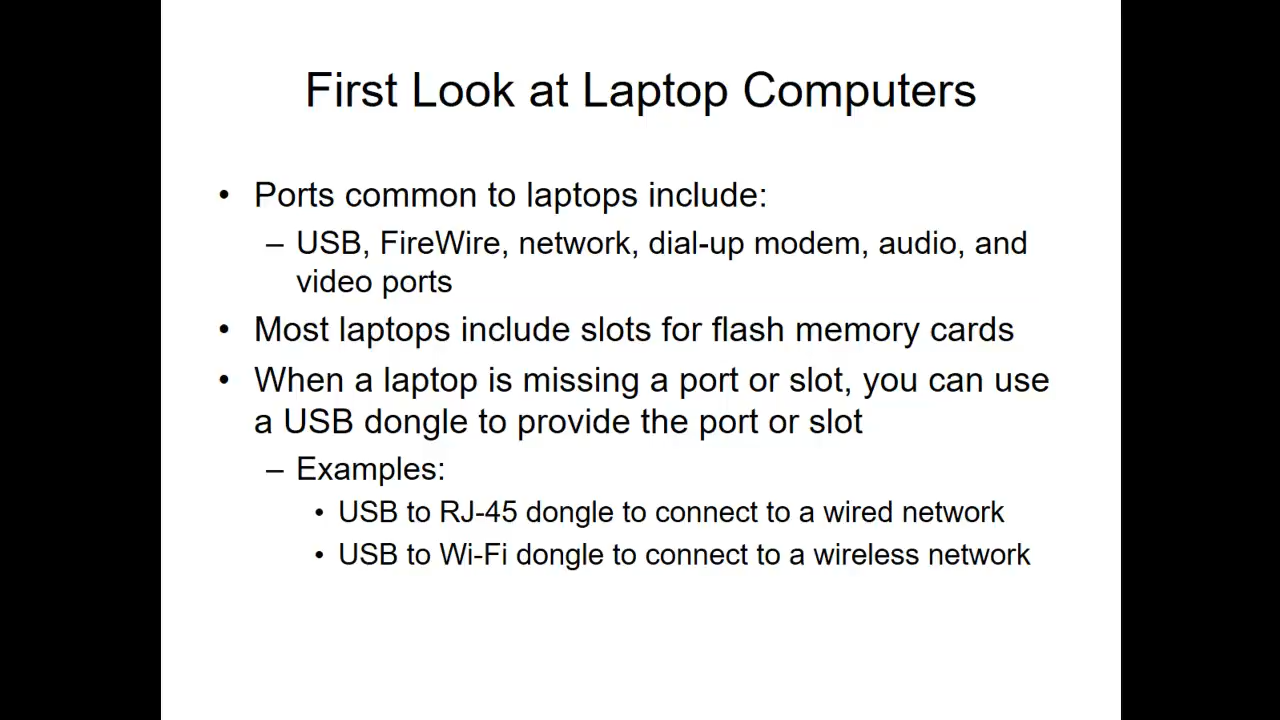 First Look at Laptop Computers
• Ports common to laptops include:
– USB, FireWire, network, dial-up modem, audio, and
video ports
• Most laptops include slots for flash memory cards
• When a laptop is missing a port or slot, you can use
a USB dongle to provide the port or slot
– Examples:
• USB to RJ-45 dongle to connect to a wired network
• USB to Wi-Fi dongle to connect to a wireless network